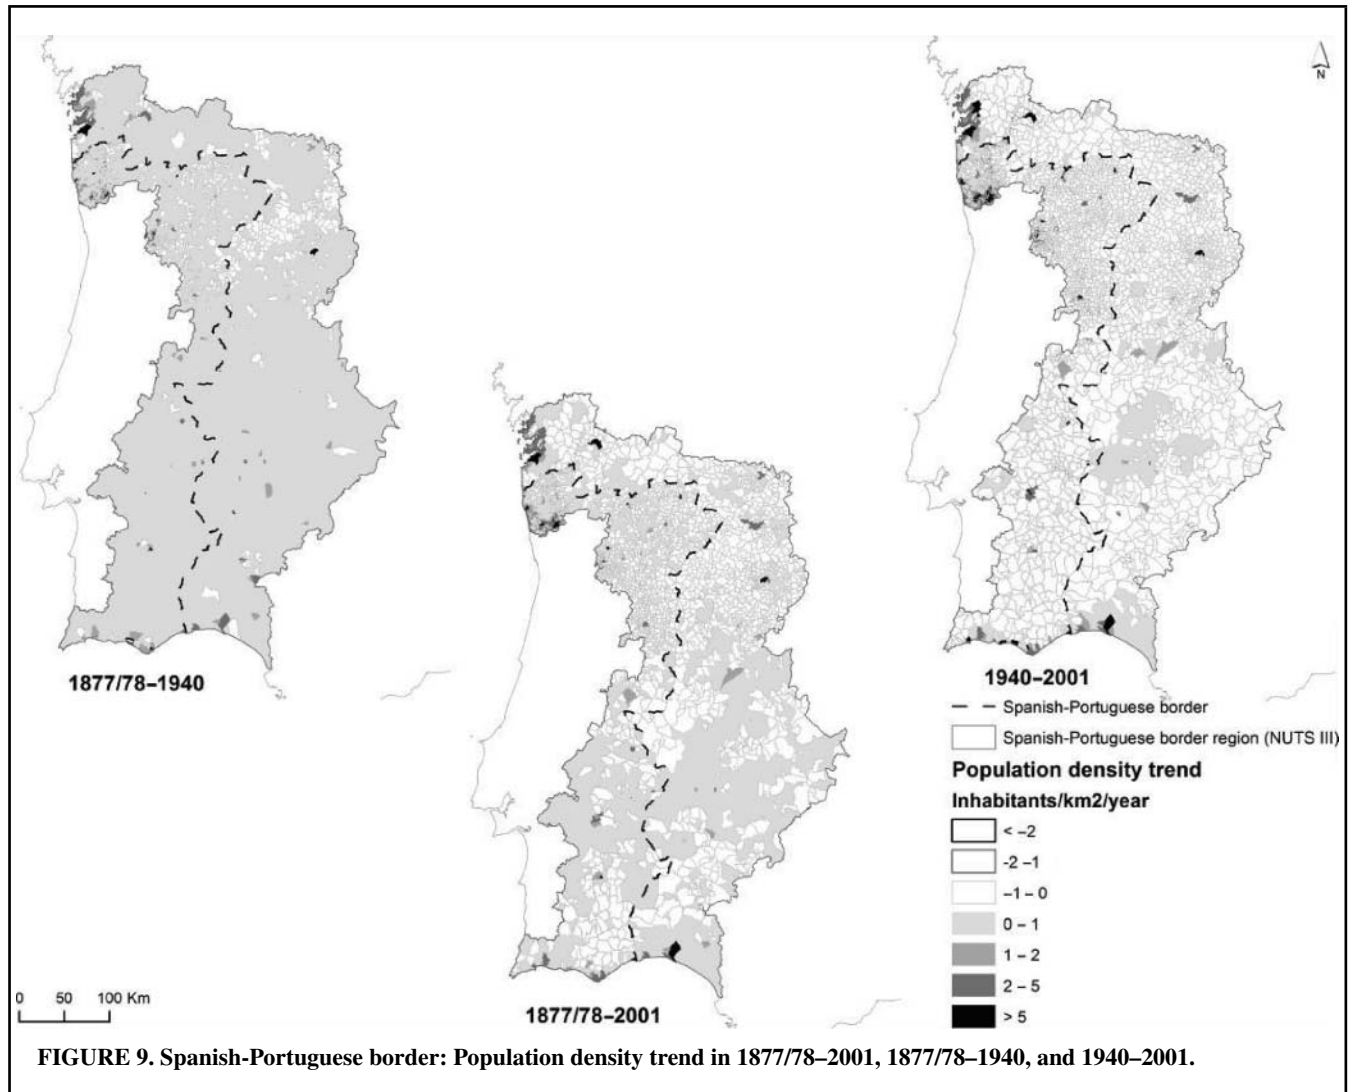 N
1877/78–1940
1940–2001
Spanish-Portuguese border
Spanish-Portuguese border region (NUTS III)
Population density trend
Inhabitants/km2/year
< –2
-2 –1
–1 – 0
0 – 1
1 – 2
2 – 5
> 5
0 50 100 Km
1877/78–2001
FIGURE 9. Spanish-Portuguese border: Population density trend in 1877/78–2001, 1877/78–1940, and 1940–2001.